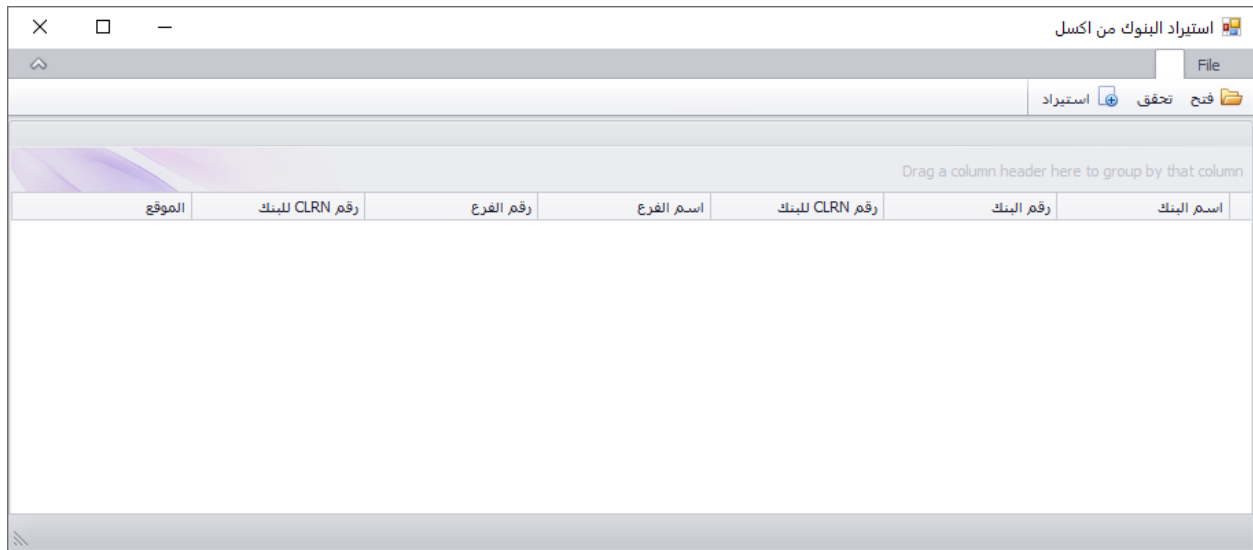 استيراد البنوك من اكسل
File
فتح تحقق استيراد
Drag a column header here to group by that column
اسم البنك رقم البنك رقم CLRN للبنك اسم الفرع رقم الفرع رقم CLRN للبنك الموقع